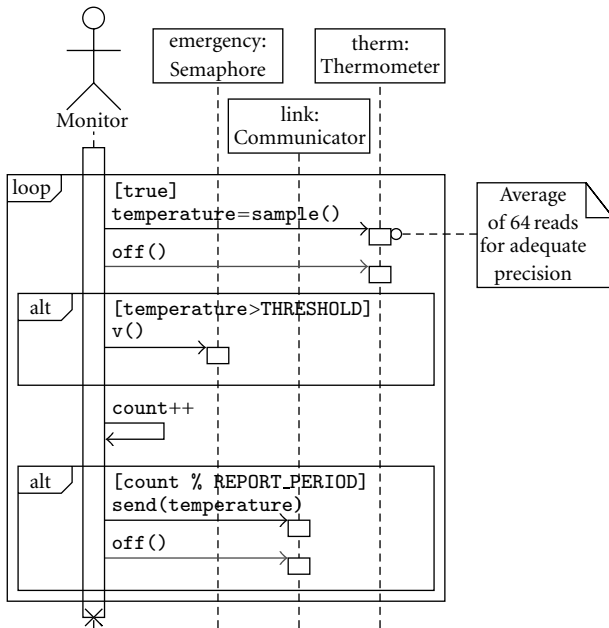 emergency:
Semaphore
therm:
Thermometer
Monitor
link:
Communicator
loop
[true]
temperature=sample()
off()
Average
of 64 reads
for adequate
precision
alt
[temperature>THRESHOLD]
v()
count++
alt
[count % REPORT_PERIOD]
send(temperature)
off()